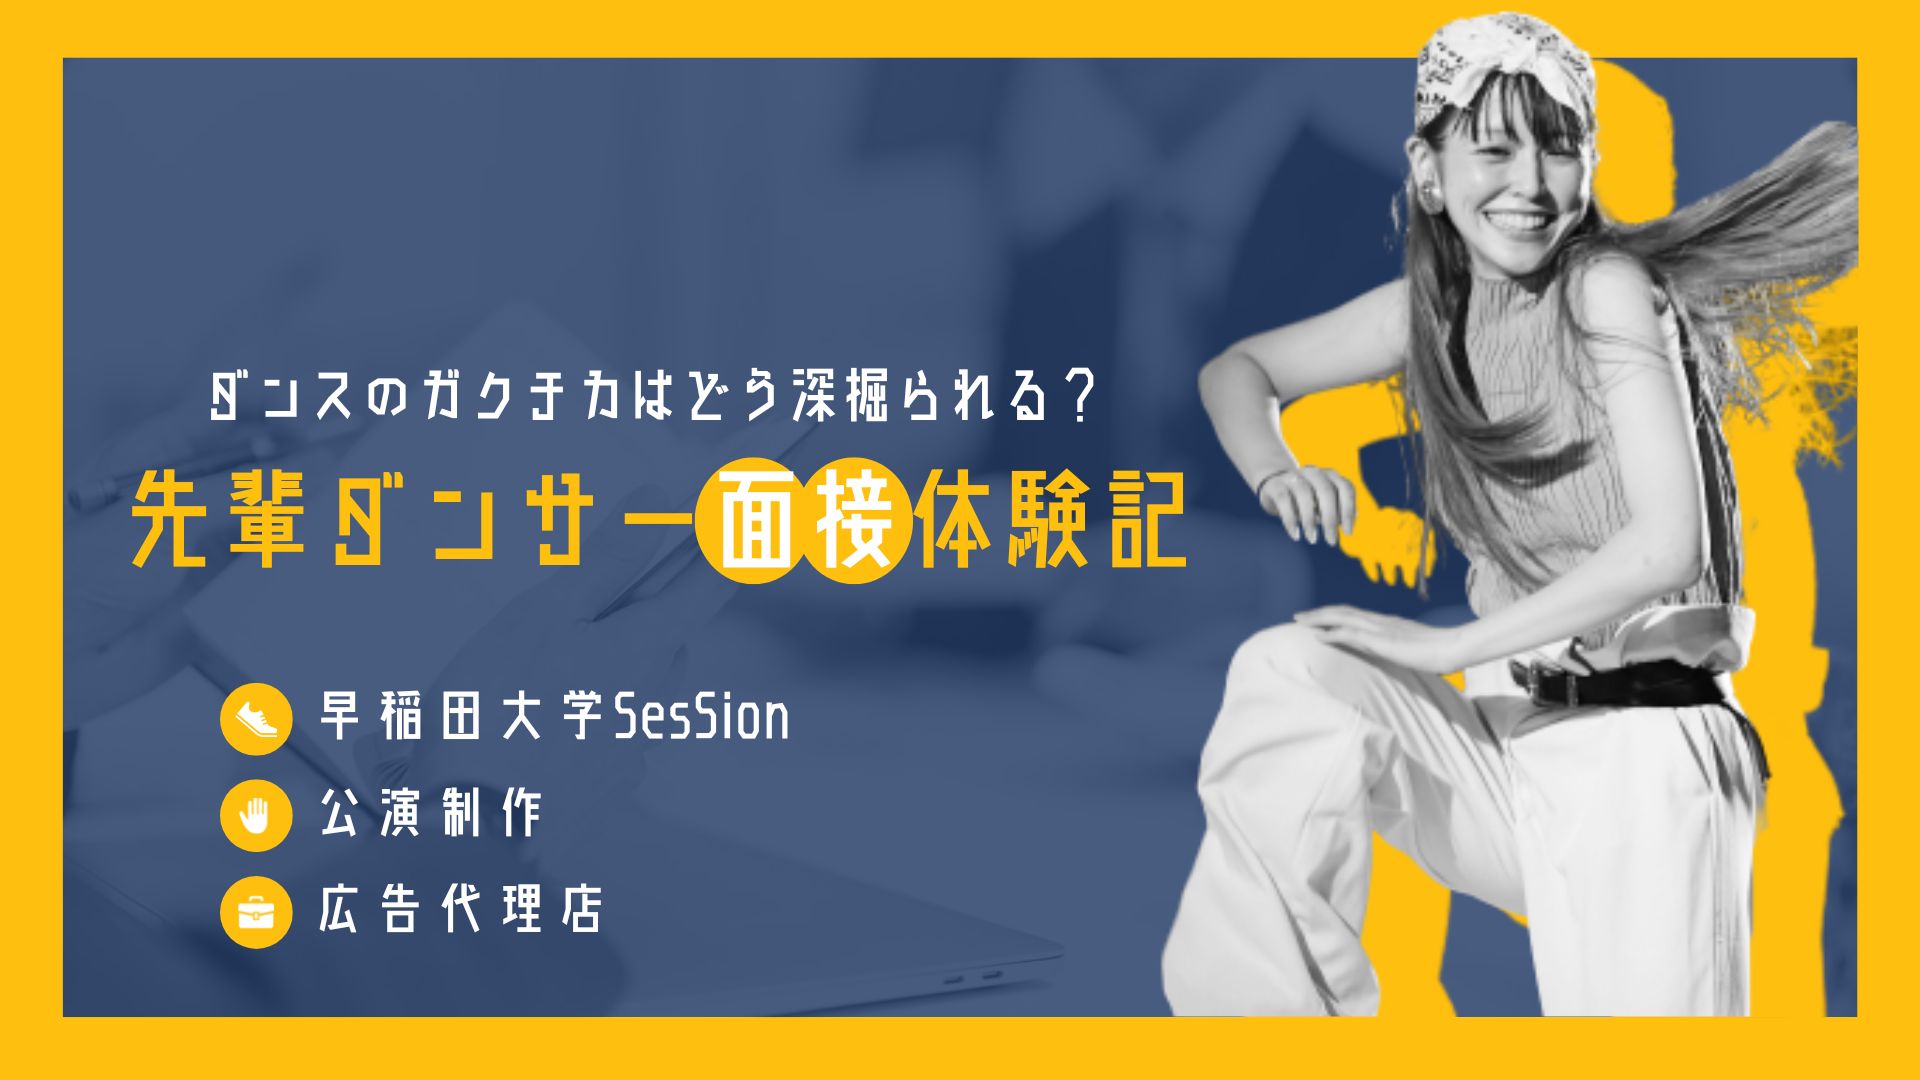 ダンスのガクチカはどう深掘られる？
先輩ダンサー面接体験記
早稲田大学SesSion
公演制作
広告代理店